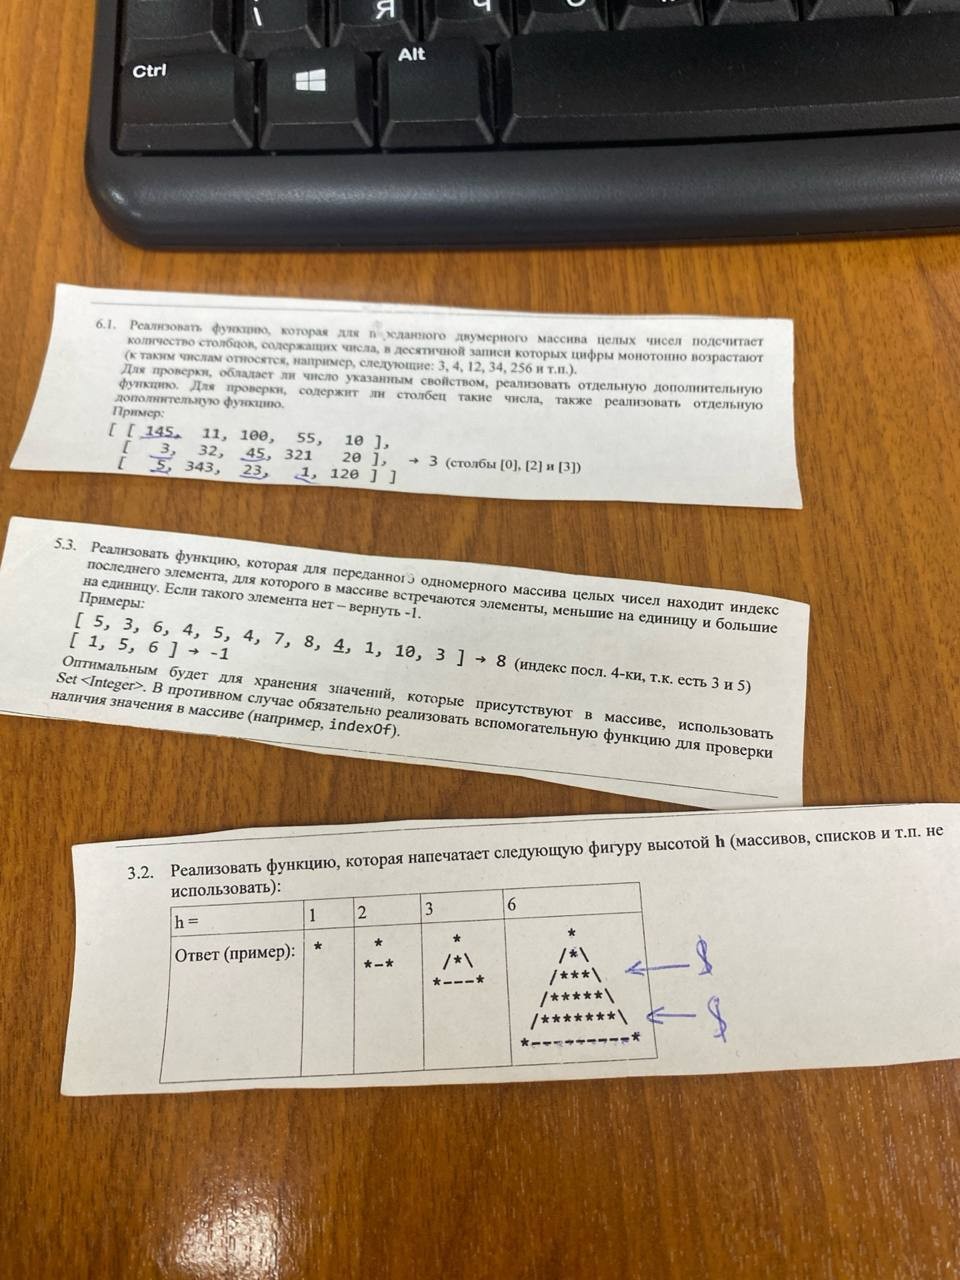 \ Я Ч С
Ctrl Alt
6.1. Реализовать функцию, которая для данного двумерного массива целых чисел подсчитает
количество столбцов, содержащих числа, в десятичной записи которых цифры монотонно возрастают
(к таким числам относятся, например, следующие: 3, 4, 12, 34, 256 и т.п.).
Для проверки, обладает ли число указанным свойством, реализовать отдельную дополнительную
функцию. Для проверки, содержит ли столбец такие числа, также реализовать отдельную
дополнительную функцию.
Пример:
[ [ 145, 11, 100, 55, 10 ],
[ 3, 32, 45, 321 20 ], → 3 (столбы [0], [2] и [3])
[ 5, 343, 23, 1, 120 ] ]
5.3. Реализовать функцию, которая для переданного одномерного массива целых чисел находит индекс
последнего элемента, для которого в массиве встречаются элементы, меньшие на единицу и большие
на единицу. Если такого элемента нет – вернуть -1.
Примеры:
[ 5, 3, 6, 4, 5, 4, 7, 8, 4, 1, 10, 3 ] → 8 (индекс посл. 4-ки, т.к. есть 3 и 5)
[ 1, 5, 6 ] → -1
Оптимальным будет для хранения значений, которые присутствуют в массиве, использовать
Set <Integer>. В противном случае обязательно реализовать вспомогательную функцию для проверки
наличия значения в массиве (например, indexOf).
3.2. Реализовать функцию, которая напечатает следующую фигуру высотой h (массивов, списков и т.п. не
использовать):
h = 1 2 3 6
Ответ (пример): * * * *
*-* /*\ /*\
*---* /***\ ← $
/*****\
/*******\ ← $
*---------*